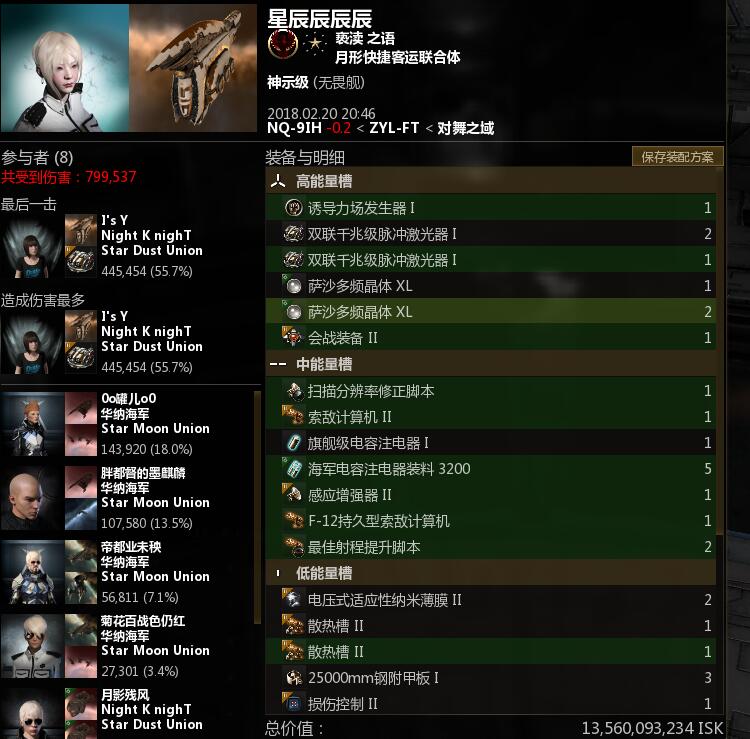 星辰辰辰辰
亵渎 之语
月形快捷客运联合体
神示级 (无畏舰)
2018.02.20 20:46
NQ-9IH -0.2 < ZYL-FT < 对舞之域
参与者 (8)
共受到伤害：799,537
最后一击
I's Y
Night K nighT
Star Dust Union
445,454 (55.7%)
造成伤害最多
I's Y
Night K nighT
Star Dust Union
445,454 (55.7%)
0o罐儿o0
华纳海军
Star Moon Union
143,920 (18.0%)
胖都督的墨麒麟
华纳海军
Star Moon Union
107,580 (13.5%)
帝都业未秧
华纳海军
Star Moon Union
56,811 (7.1%)
菊花百战色仍红
华纳海军
Star Moon Union
27,301 (3.4%)
月影残风
Night K nighT
Star Dust Union
装备与明细
保存装配方案
高能量槽
诱导力场发生器 I 1
双联千兆级脉冲激光器 I 2
双联千兆级脉冲激光器 I 1
萨沙多频晶体 XL 1
萨沙多频晶体 XL 2
会战装备 II 1
中能量槽
扫描分辨率修正脚本 1
索敌计算机 II 1
旗舰级电容注电器 I 1
海军电容注电器装料 3200 5
感应增强器 II 1
F-12持久型索敌计算机 1
最佳射程提升脚本 2
低能量槽
电压式适应性纳米薄膜 II 2
散热槽 II 1
散热槽 II 1
25000mm钢附甲板 I 3
损伤控制 II 1
总价值： 13,560,093,234 ISK